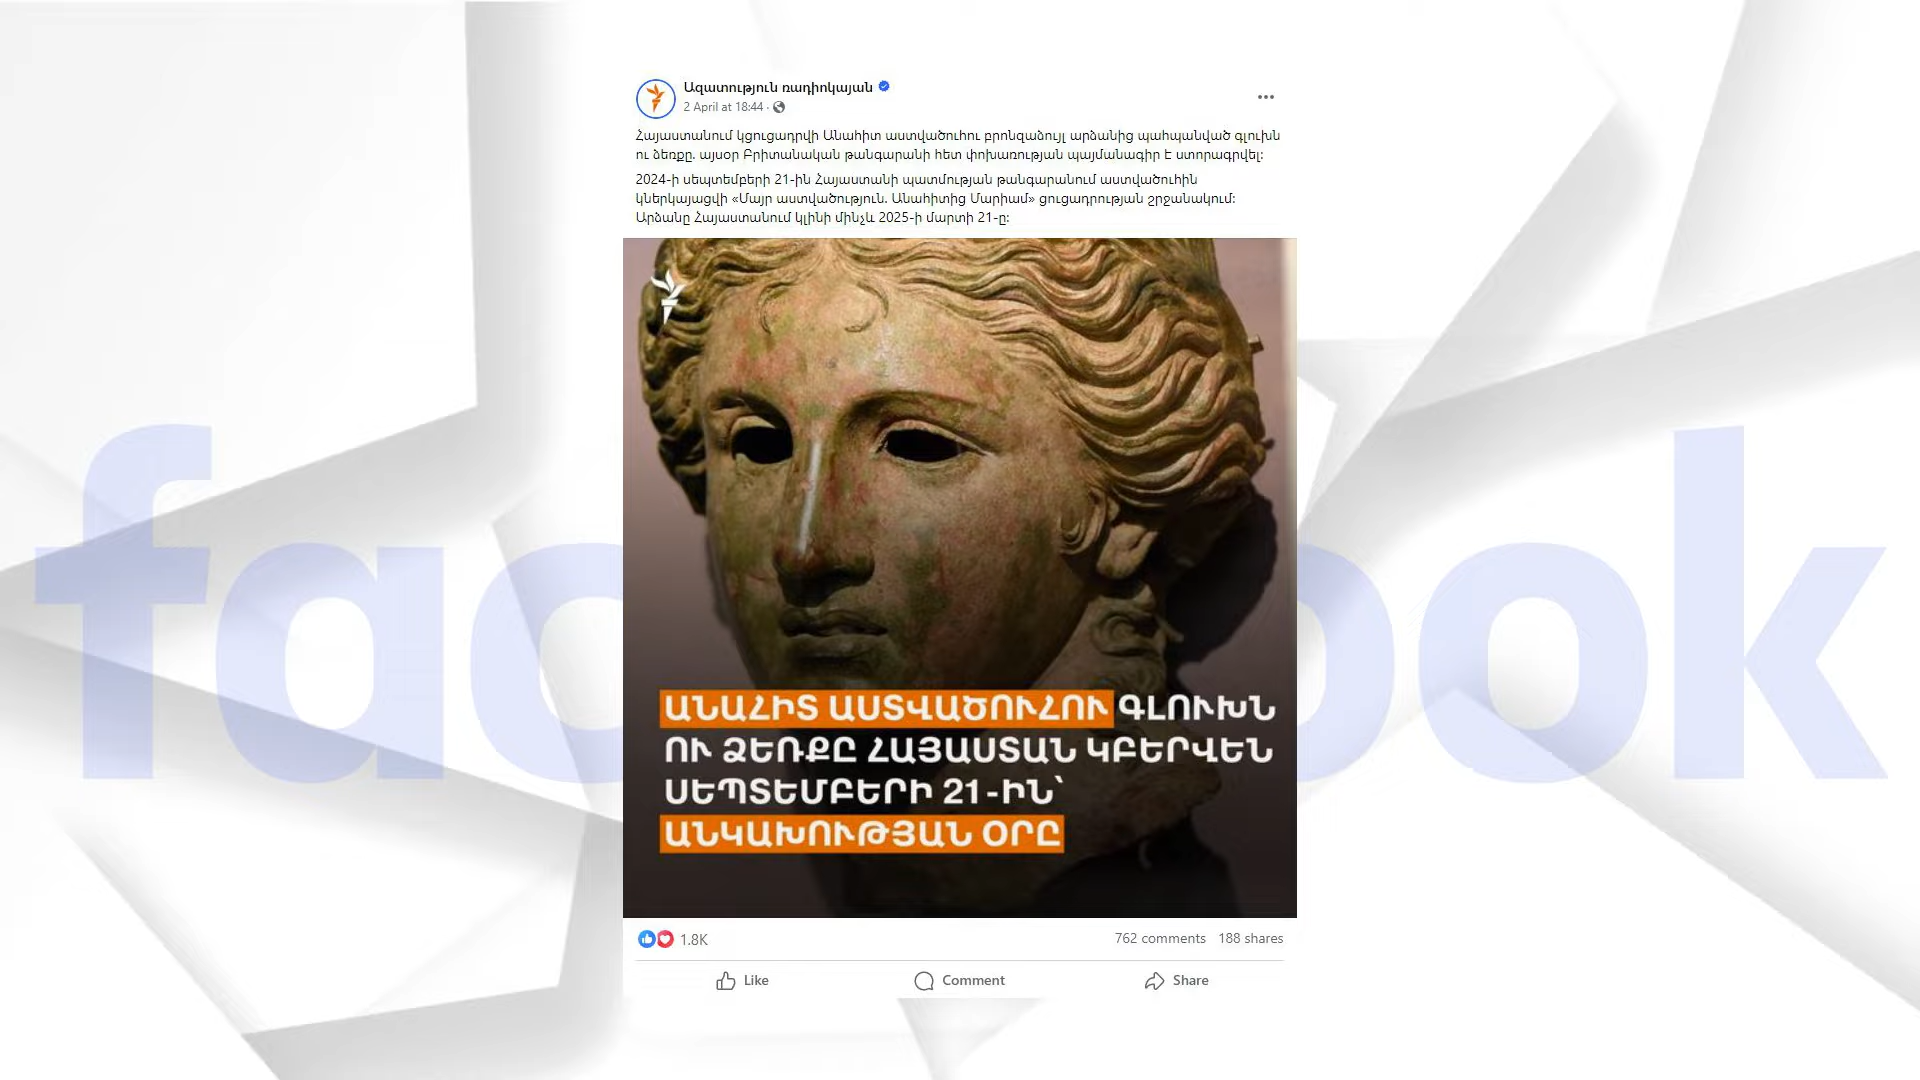 Ազատություն ռադիոկայան
2 April at 18:44 ·
Հայաստանում կցուցադրվի Անահիտ աստվածուհու բրոնզաձույլ արձանից պահպանված գլուխն
ու ձեռքը. այսօր Բրիտանական թանգարանի հետ փոխառության պայմանագիր է ստորագրվել:
2024-ի սեպտեմբերի 21-ին Հայաստանի պատմության թանգարանում աստվածուհին
կներկայացվի «Մայր աստվածություն. Անահիտից Մարիամ» ցուցադրության շրջանակում:
Արձանը Հայաստանում կլինի մինչև 2025-ի մարտի 21-ը:
ԱՆԱՀԻՏ ԱՍՏՎԱԾՈՒՀՈՒ ԳԼՈՒԽՆ
ՈՒ ՁԵՌՔԸ ՀԱՅԱՍՏԱՆ ԿԲԵՐՎԵՆ
ՍԵՊՏԵՄԲԵՐԻ 21-ԻՆ՝
ԱՆԿԱԽՈՒԹՅԱՆ ՕՐԸ
1.8K 762 comments 188 shares
Like Comment Share
fac ook